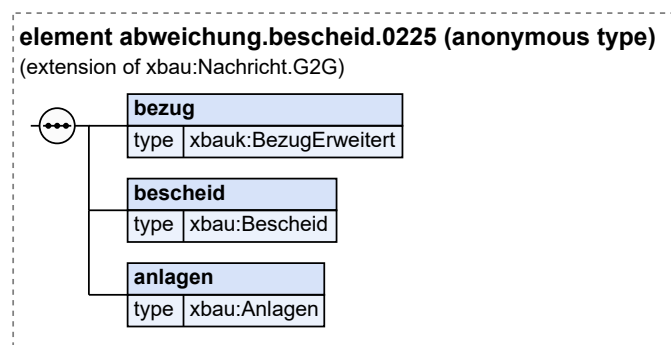 element abweichung.bescheid.0225 (anonymous type)
(extension of xbau:Nachricht.G2G)
bezug
type xbauk:BezugErweitert
bescheid
type xbau:Bescheid
anlagen
type xbau:Anlagen